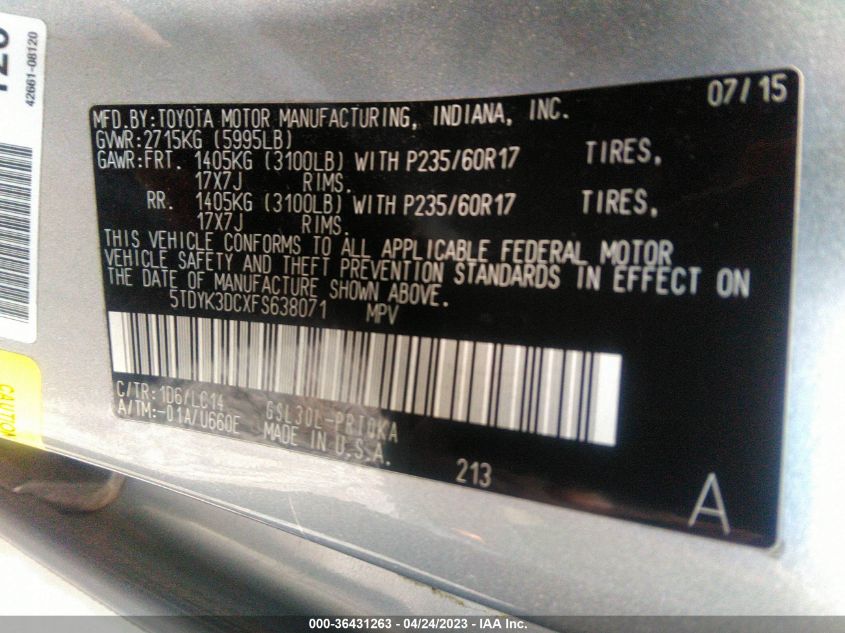 42661-08120
07/15
MFD.BY:TOYOTA MOTOR MANUFACTURING, INDIANA, INC.
GVWR:2715KG (5995LB)
GAWR:FRT. 1405KG (3100LB) WITH P235/60R17 TIRES,
17X7J RIMS.
RR. 1405KG (3100LB) WITH P235/60R17 TIRES,
17X7J RIMS.
THIS VEHICLE CONFORMS TO ALL APPLICABLE FEDERAL MOTOR
VEHICLE SAFETY AND THEFT PREVENTION STANDARDS IN EFFECT ON
THE DATE OF MANUFACTURE SHOWN ABOVE.
5TDYK3DCXFS638071 MPV
C/TR:1D6/LC14 GSL30L-PRTQKA
A/TM:-01A/U660E MADE IN U.S.A.
213
A
CAUTION
000-36431263 - 04/24/2023 - IAA Inc.